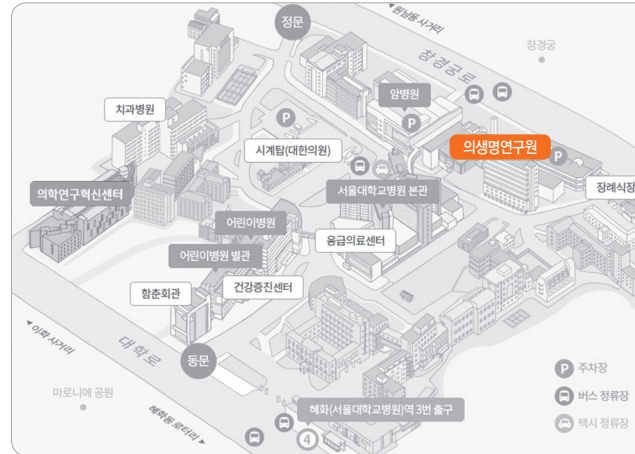 정문
◀원남동 사거리
창경궁
창경궁로
암병원
P
치과병원
P
시계탑(대한의원)
의생명연구원
P
의학연구혁신센터
서울대학교병원 본관
장례식장
어린이병원
응급의료센터
어린이병원 별관
건강증진센터
함춘회관
◀ 이화 사거리
대학로
동문
마로니에 공원
혜화동 로터리 ▶
혜화(서울대학교병원)역 3번 출구
4
P 주차장
버스 정류장
택시 정류장